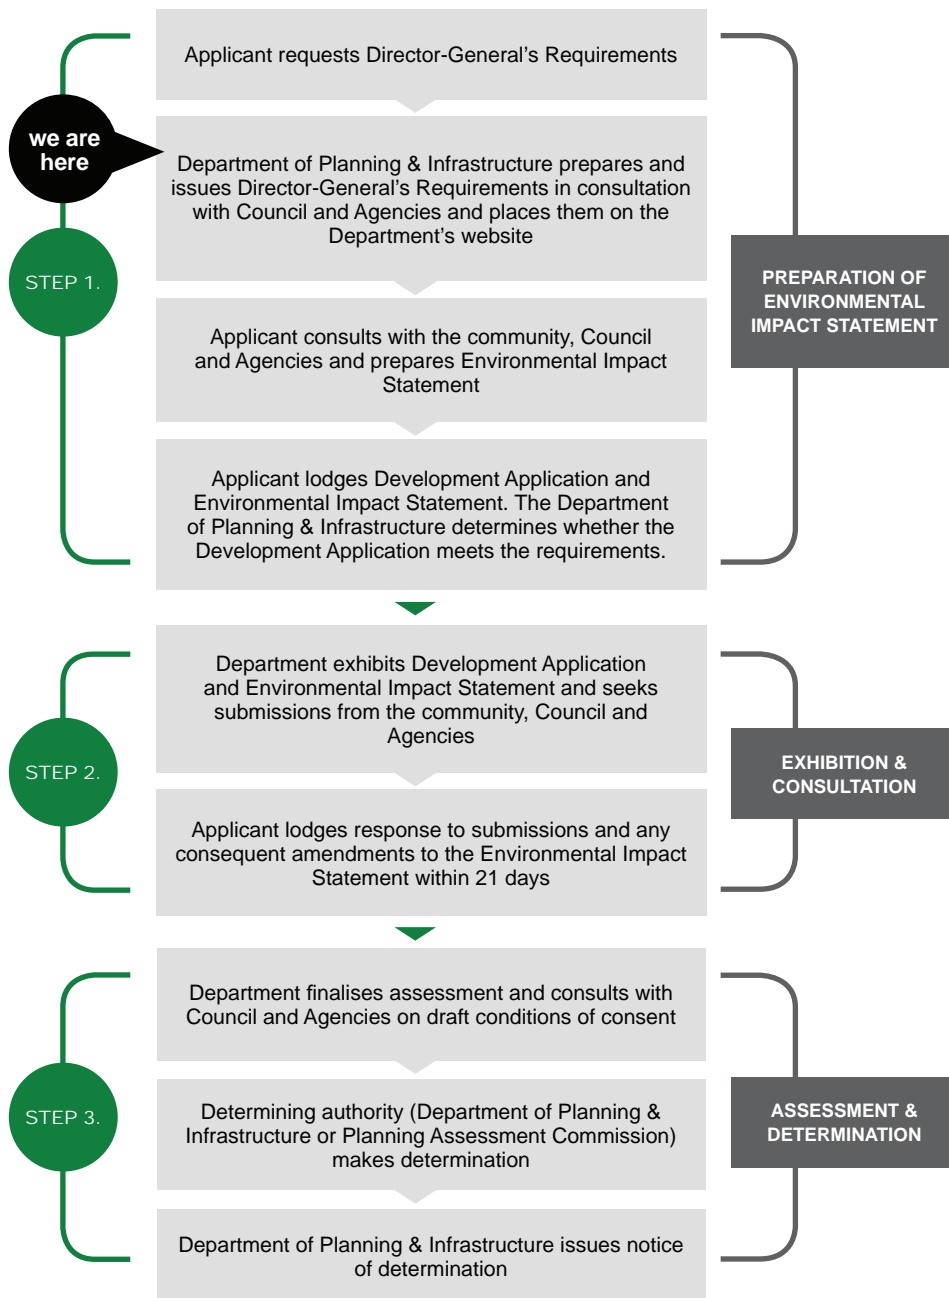 Applicant requests Director-General’s Requirements
we are
here
Department of Planning & Infrastructure prepares and
issues Director-General’s Requirements in consultation
with Council and Agencies and places them on the
Department’s website
STEP 1.
PREPARATION OF
ENVIRONMENTAL
IMPACT STATEMENT
Applicant consults with the community, Council
and Agencies and prepares Environmental Impact
Statement
Applicant lodges Development Application and
Environmental Impact Statement. The Department
of Planning & Infrastructure determines whether the
Development Application meets the requirements.
Department exhibits Development Application
and Environmental Impact Statement and seeks
submissions from the community, Council and
Agencies
STEP 2.
EXHIBITION &
CONSULTATION
Applicant lodges response to submissions and any
consequent amendments to the Environmental Impact
Statement within 21 days
Department finalises assessment and consults with
Council and Agencies on draft conditions of consent
STEP 3.
Determining authority (Department of Planning &
Infrastructure or Planning Assessment Commission)
makes determination
ASSESSMENT &
DETERMINATION
Department of Planning & Infrastructure issues notice
of determination